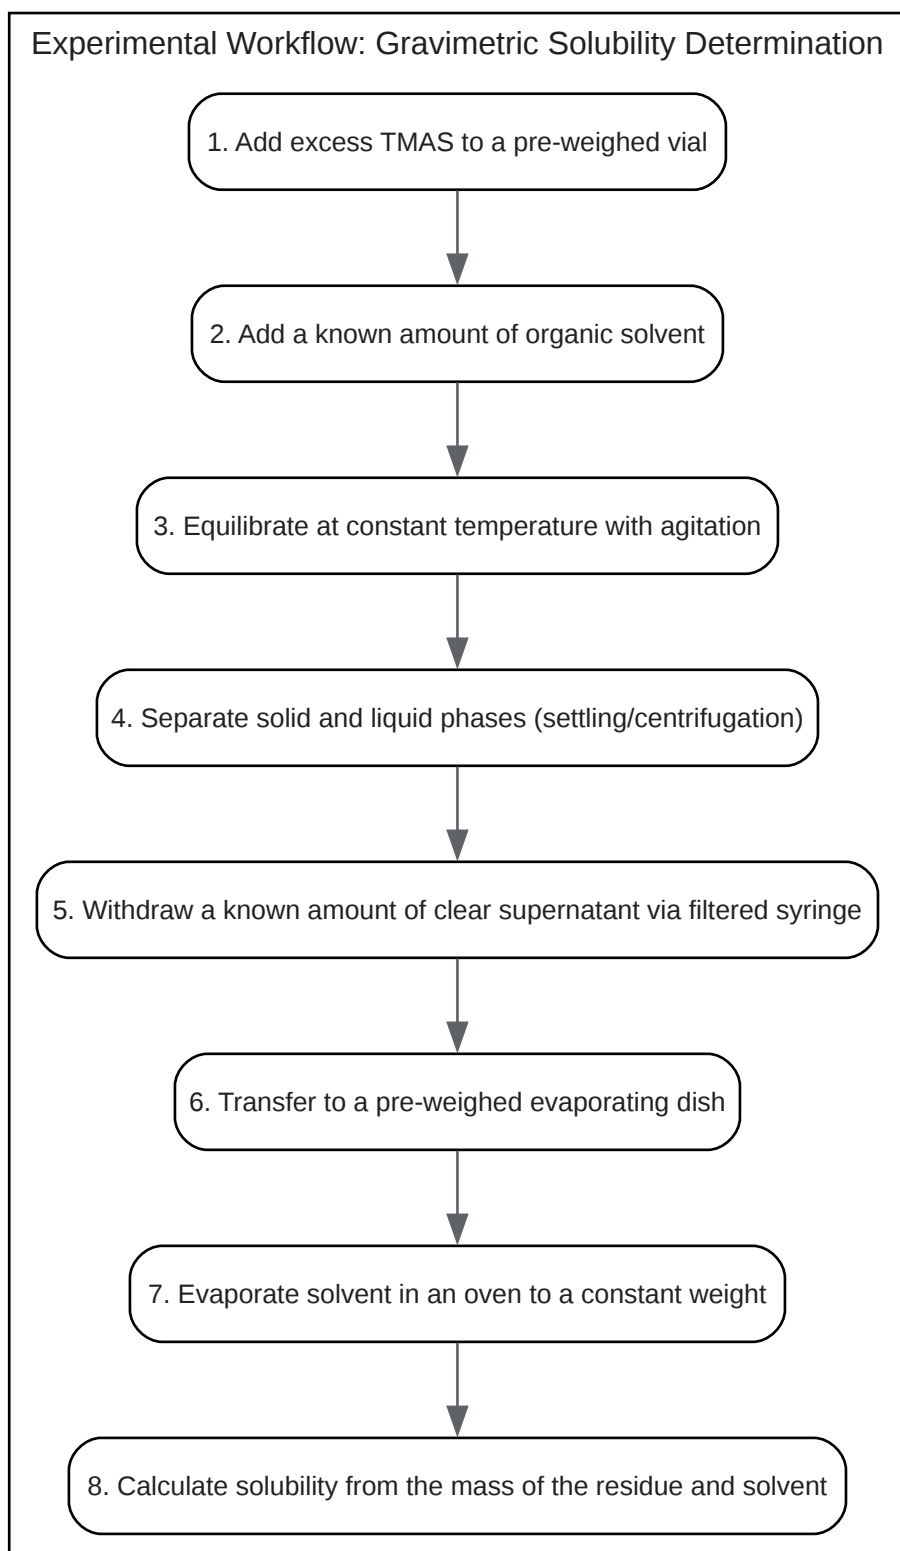 Experimental Workflow: Gravimetric Solubility Determination
1. Add excess TMAS to a pre-weighed vial
2. Add a known amount of organic solvent
3. Equilibrate at constant temperature with agitation
4. Separate solid and liquid phases (settling/centrifugation)
5. Withdraw a known amount of clear supernatant via filtered syringe
6. Transfer to a pre-weighed evaporating dish
7. Evaporate solvent in an oven to a constant weight
8. Calculate solubility from the mass of the residue and solvent